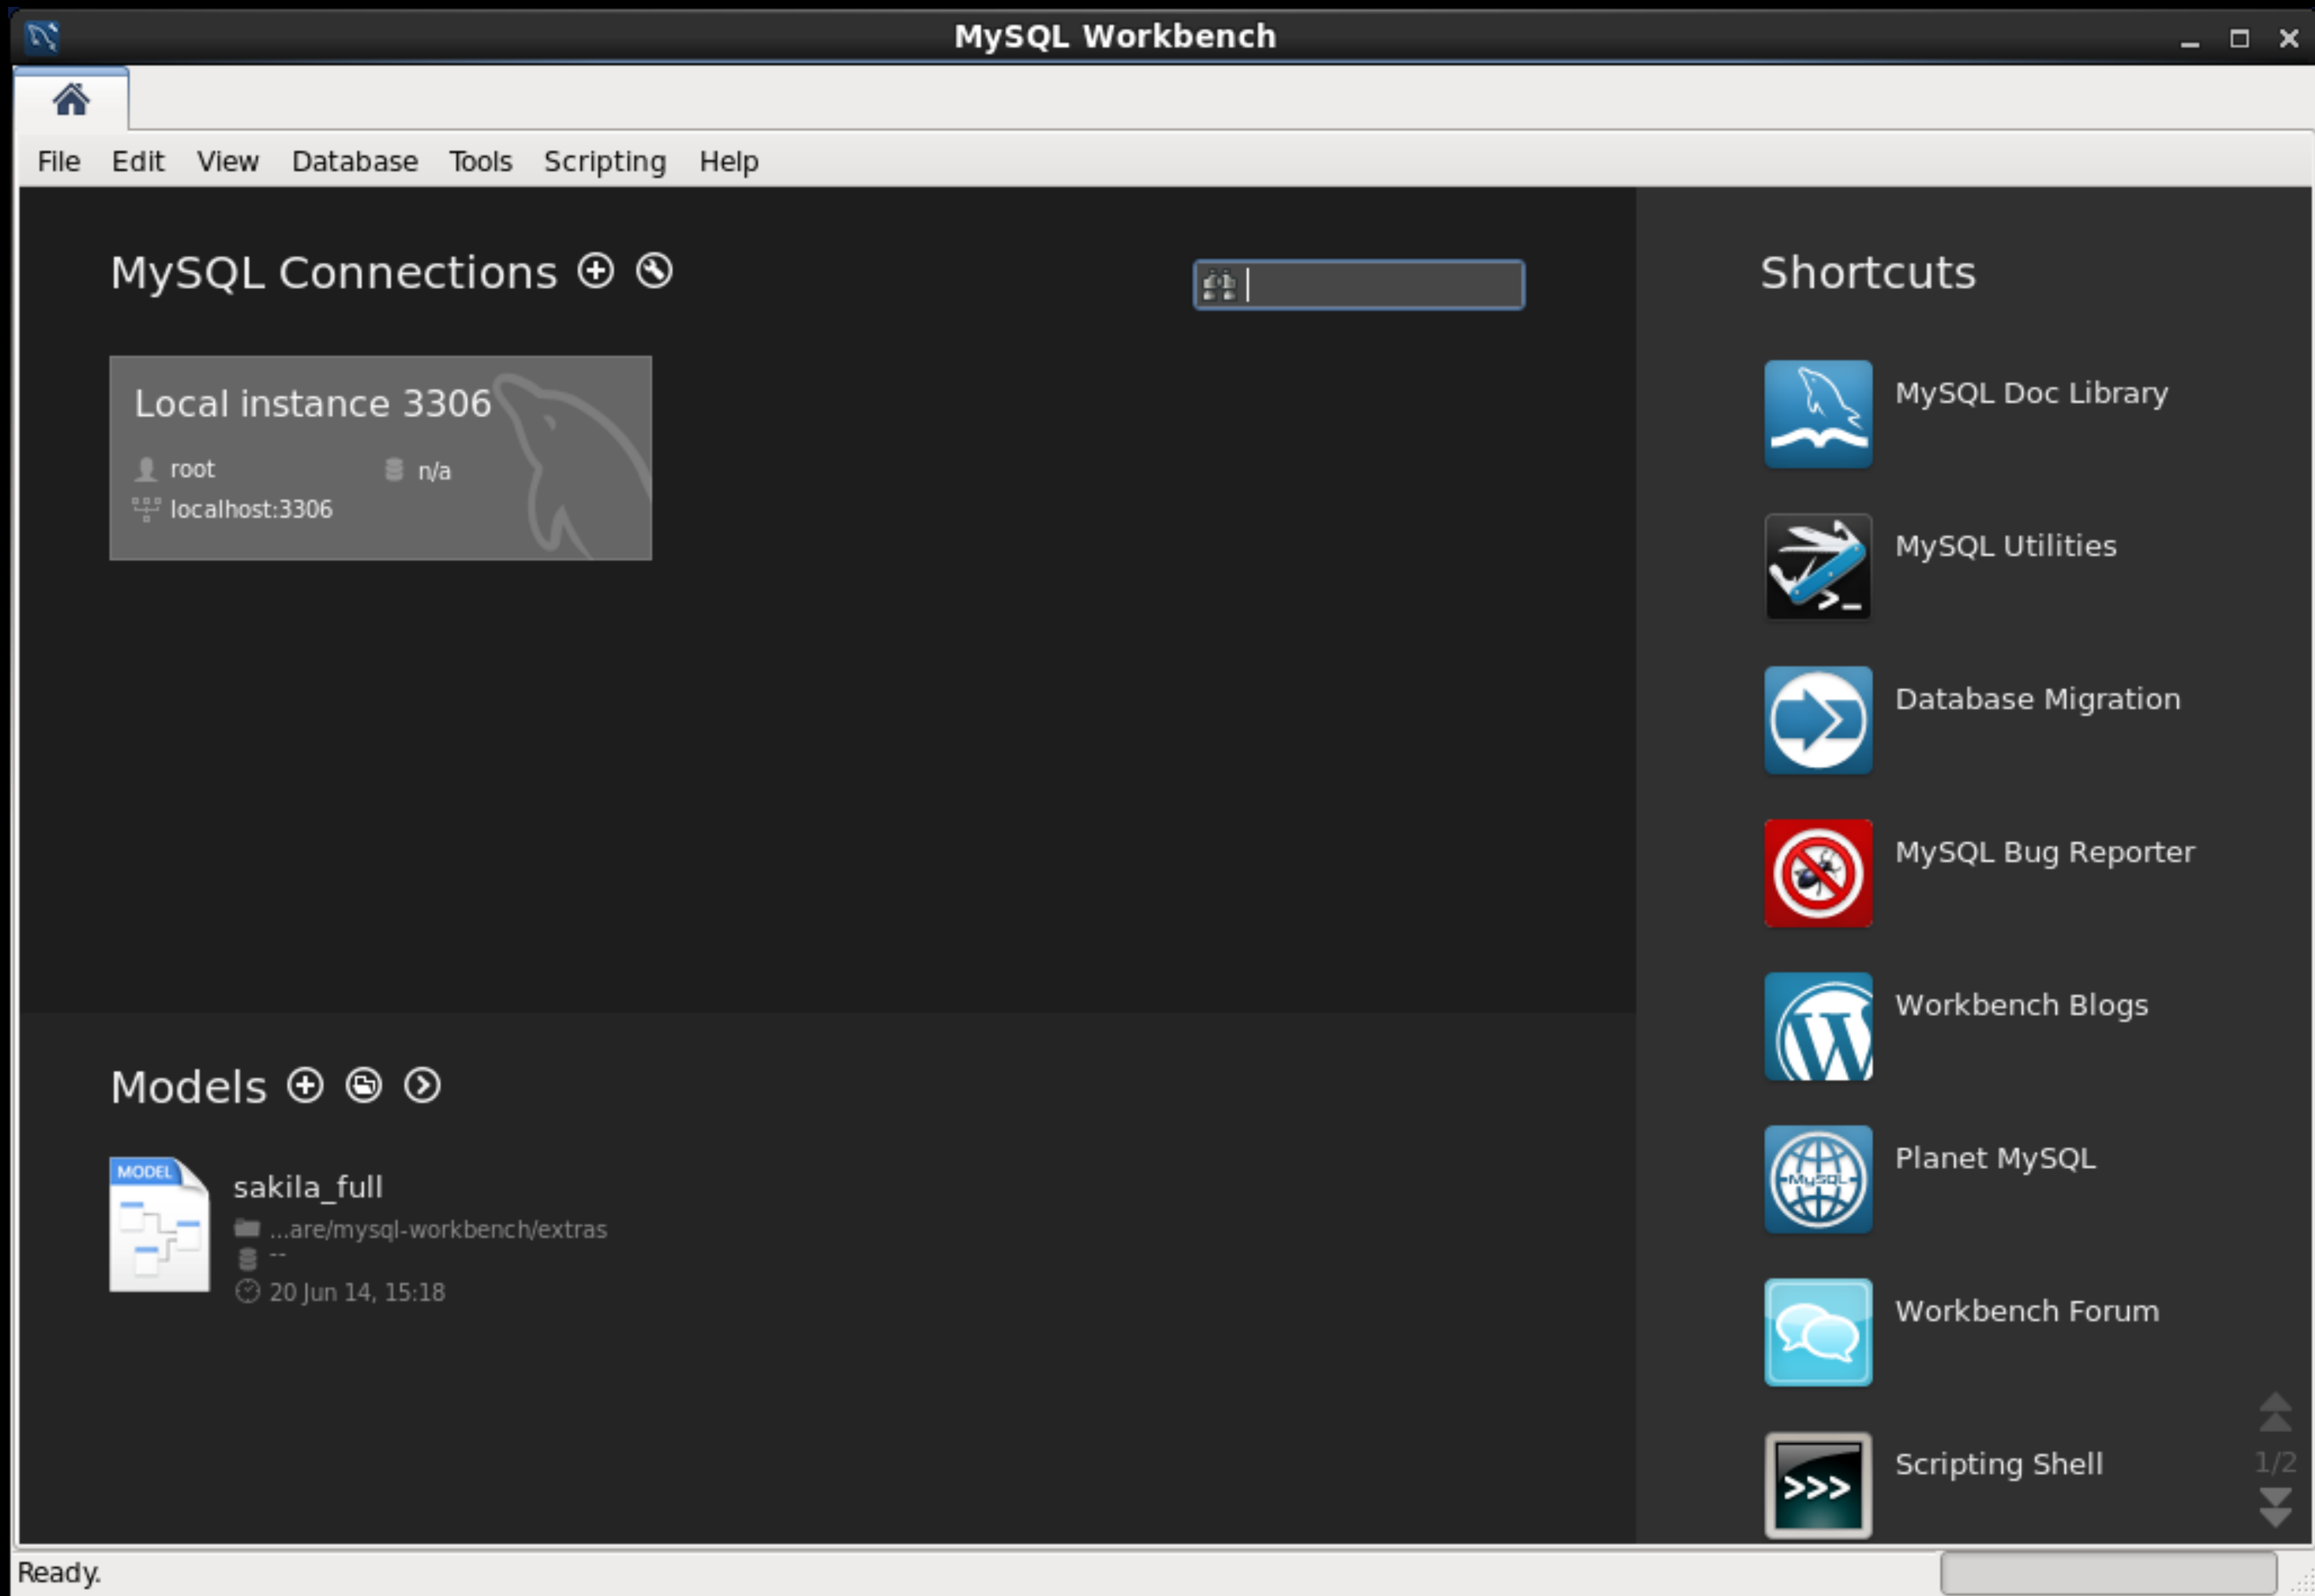 MySQL Workbench
File Edit View Database Tools Scripting Help
MySQL Connections
Local instance 3306
root n/a
localhost:3306
Models
MODEL
sakila_full
...are/mysql-workbench/extras
--
20 Jun 14, 15:18
Shortcuts
MySQL Doc Library
MySQL Utilities
>_
Database Migration
MySQL Bug Reporter
W
Workbench Blogs
MySQL
Planet MySQL
Workbench Forum
>>>
Scripting Shell
1/2
Ready.